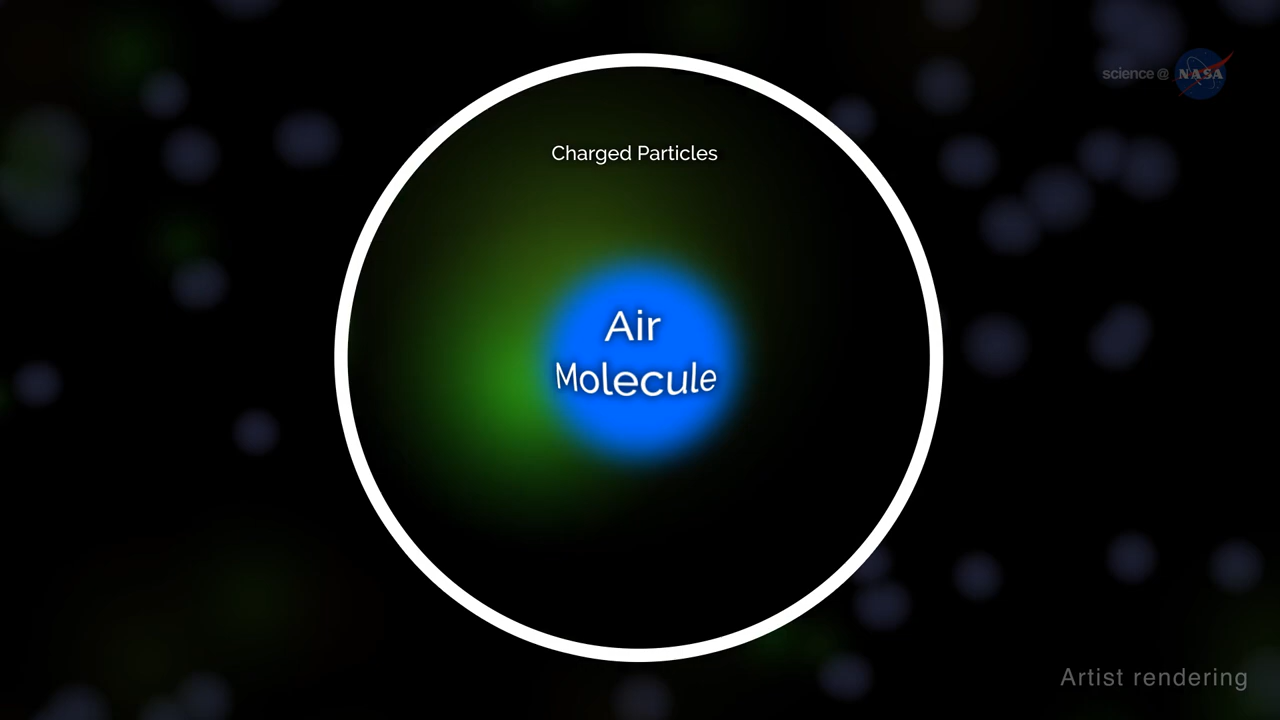 science@ NASA
Charged Particles
Air
Molecule
Artist rendering